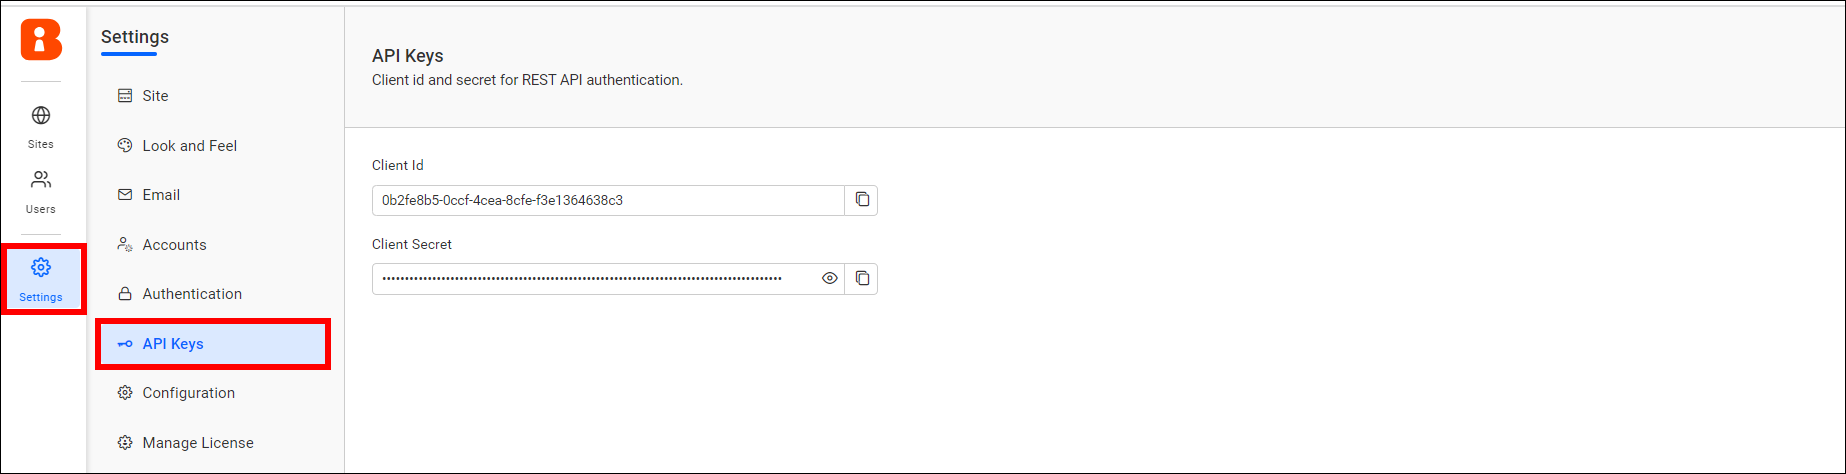 Sites
Users
Settings
Settings
Site
Look and Feel
Email
Accounts
Authentication
API Keys
Configuration
Manage License
API Keys
Client id and secret for REST API authentication.
Client Id
0b2fe8b5-0ccf-4cea-8cfe-f3e1364638c3
Client Secret